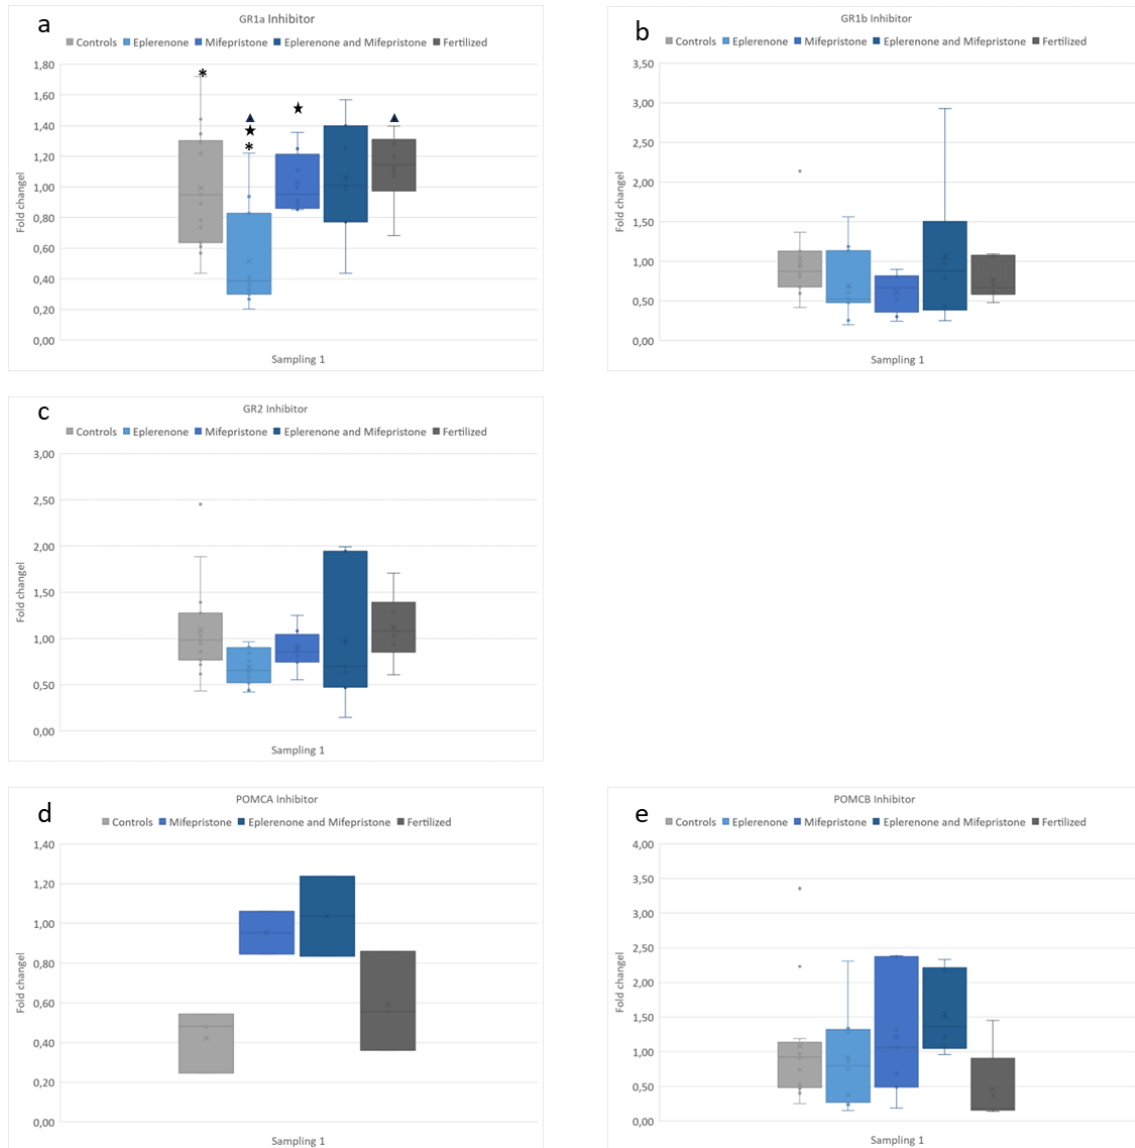 a
GR1a Inhibitor
Controls Eplerenone Mifepristone Eplerenone and Mifepristone Fertilized
1,80
1,60
1,40
1,20
1,00
0,80
0,60
0,40
0,20
0,00
Fold changel
Sampling 1
b
GR1b Inhibitor
Controls Eplerenone Mifepristone Eplerenone and Mifepristone Fertilized
3,50
3,00
2,50
2,00
1,50
1,00
0,50
0,00
Fold changel
Sampling 1
c
GR2 Inhibitor
Controls Eplerenone Mifepristone Eplerenone and Mifepristone Fertilized
3,00
2,50
2,00
1,50
1,00
0,50
0,00
Fold changel
Sampling 1
d
POMCA Inhibitor
Controls Mifepristone Eplerenone and Mifepristone Fertilized
1,40
1,20
1,00
0,80
0,60
0,40
0,20
0,00
Fold changel
Sampling 1
e
POMCB Inhibitor
Controls Eplerenone Mifepristone Eplerenone and Mifepristone Fertilized
4,00
3,50
3,00
2,50
2,00
1,50
1,00
0,50
0,00
Fold changel
Sampling 1